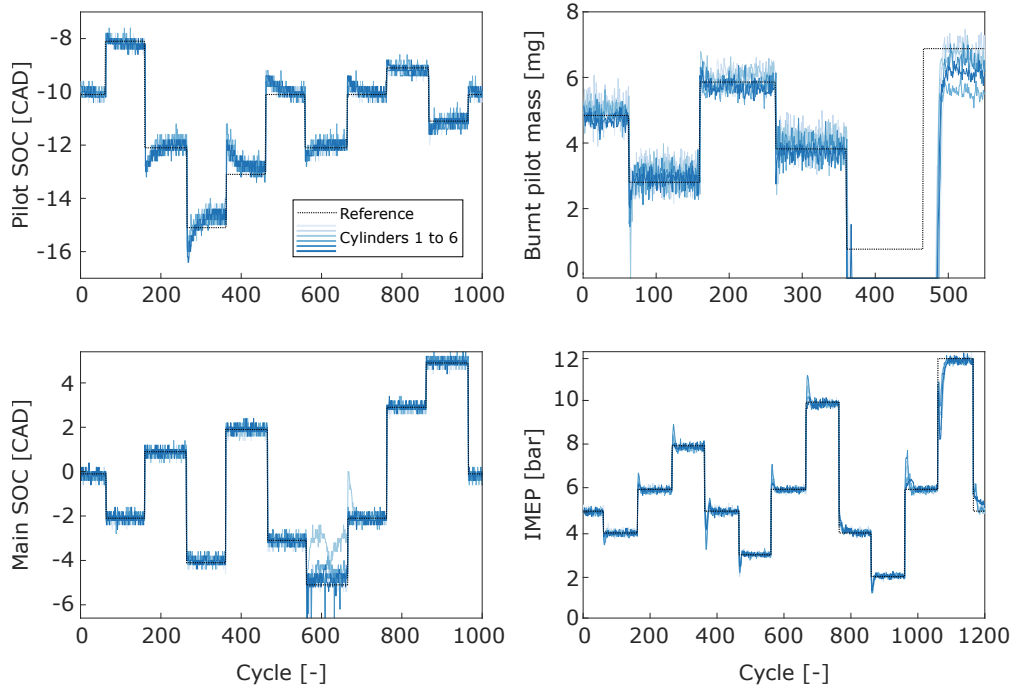 Pilot SOC [CAD]
-8
-10
-12
-14
-16
0 200 400 600 800 1000
Reference
Cylinders 1 to 6
Burnt pilot mass [mg]
8
6
4
2
0
0 100 200 300 400 500
Main SOC [CAD]
4
2
0
-2
-4
-6
0 200 400 600 800 1000
Cycle [-]
IMEP [bar]
12
10
8
6
4
2
0
0 200 400 600 800 1000 1200
Cycle [-]